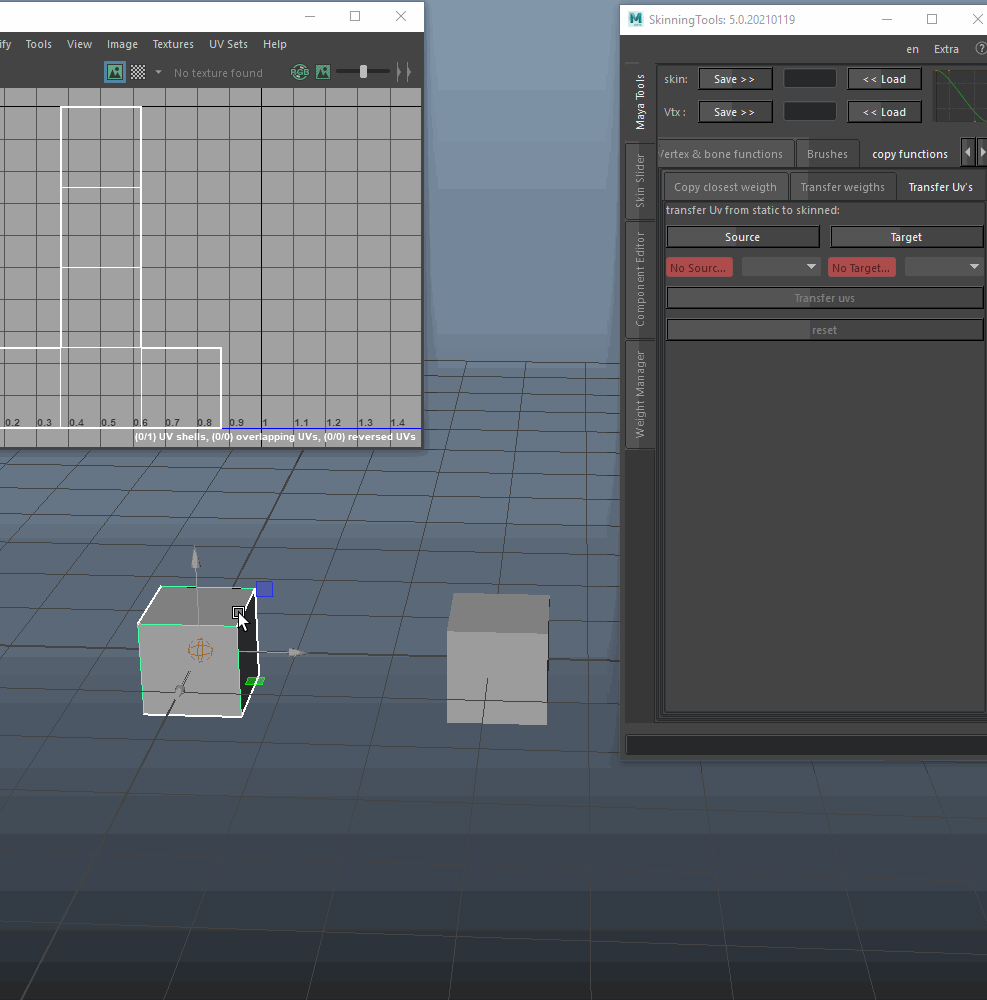 SkinningTools: 5.0.20210119
ify Tools View Image Textures UV Sets Help
en Extra ?
No texture found RGB
skin: Save >> << Load
Vtx : Save >> << Load
Maya Tools
Skin Slider
Component Editor
Weight Manager
Vertex & bone functions Brushes copy functions
Copy closest weigth Transfer weigths Transfer Uv's
transfer Uv from static to skinned:
Source Target
No Sourc... No Target...
Transfer uvs
reset
0.2 0.3 0.4 0.5 0.6 0.7 0.8 0.9 1 1.1 1.2 1.3 1.4
(0/1) UV shells, (0/0) overlapping UVs, (0/0) reversed UVs